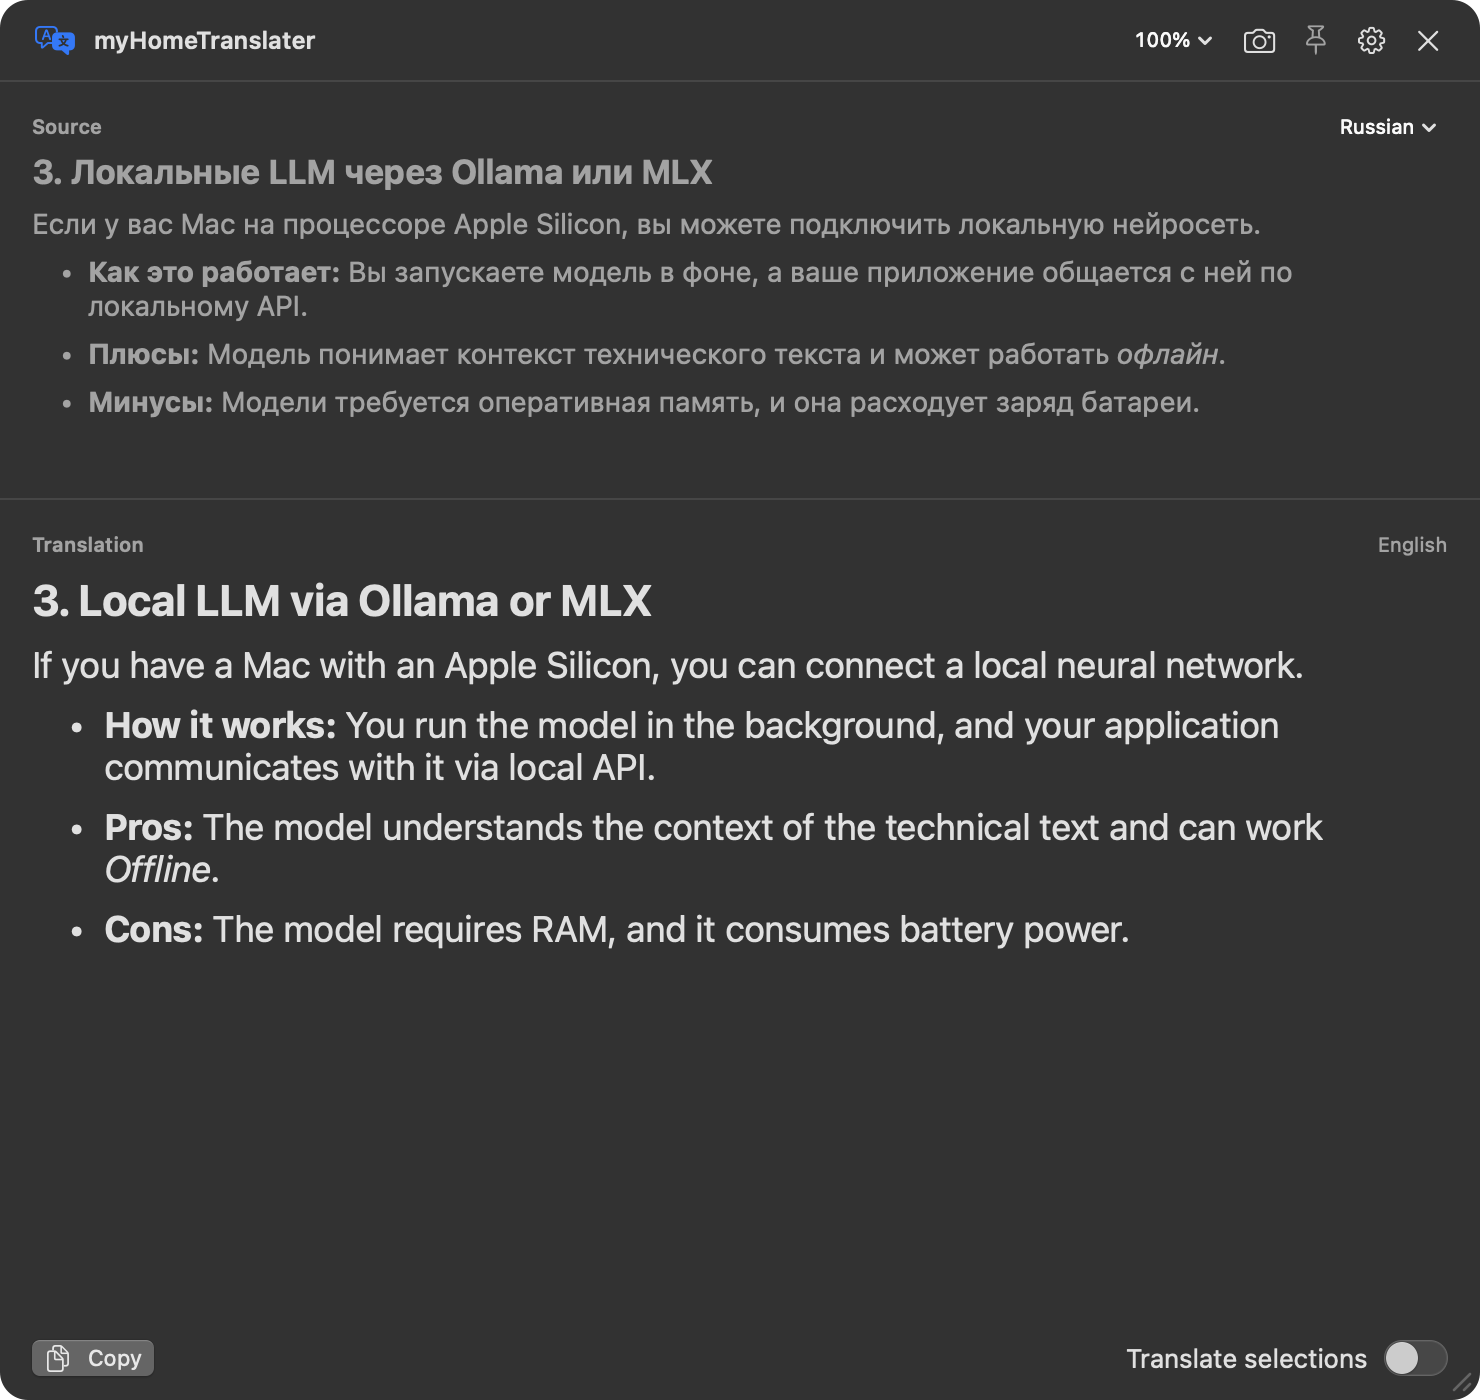 myHomeTranslater
100%
Source
Russian
3. Локальные LLM через Ollama или MLX
Если у вас Mac на процессоре Apple Silicon, вы можете подключить локальную нейросеть.
• Как это работает: Вы запускаете модель в фоне, а ваше приложение общается с ней по
локальному API.
• Плюсы: Модель понимает контекст технического текста и может работать офлайн.
• Минусы: Модели требуется оперативная память, и она расходует заряд батареи.
Translation
English
3. Local LLM via Ollama or MLX
If you have a Mac with an Apple Silicon, you can connect a local neural network.
• How it works: You run the model in the background, and your application
communicates with it via local API.
• Pros: The model understands the context of the technical text and can work
Offline.
• Cons: The model requires RAM, and it consumes battery power.
Copy
Translate selections